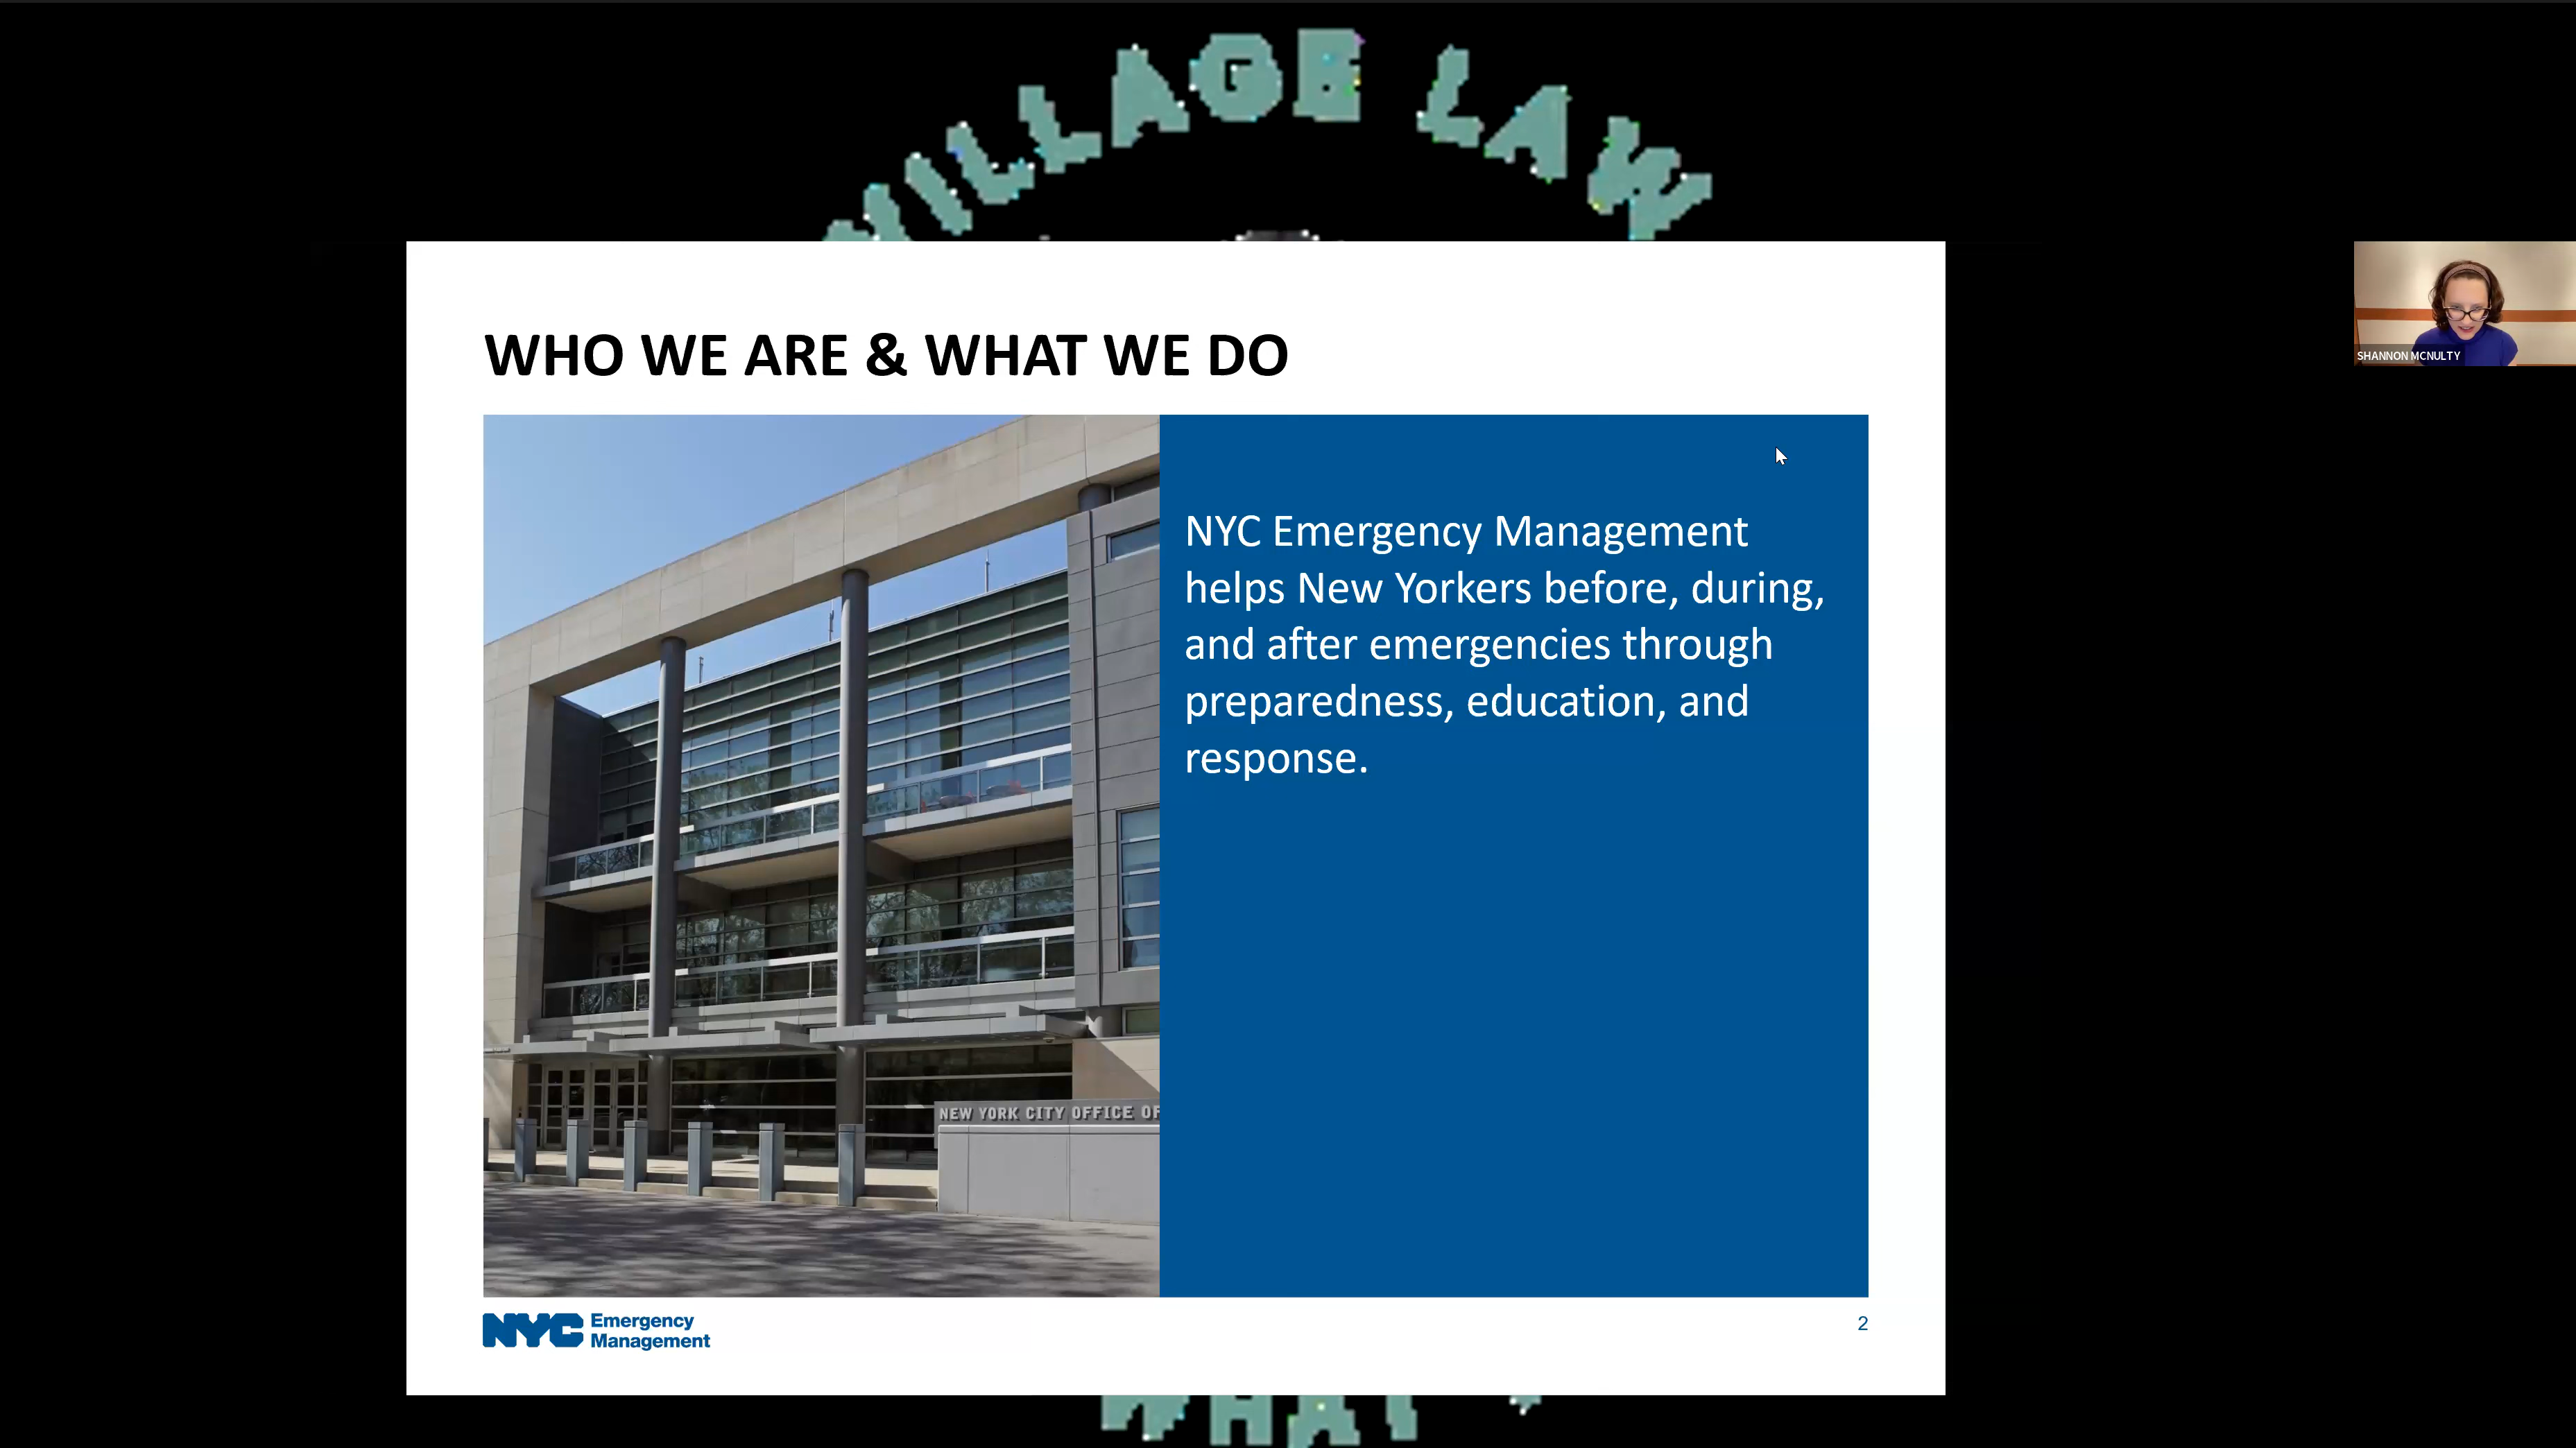 VILLAGE LAW
WHO WE ARE & WHAT WE DO
SHANNON MCNULTY
NYC Emergency Management
helps New Yorkers before, during,
and after emergencies through
preparedness, education, and
response.
NEW YORK CITY OFFICE OF
NYC Emergency
Management
2
WHAT